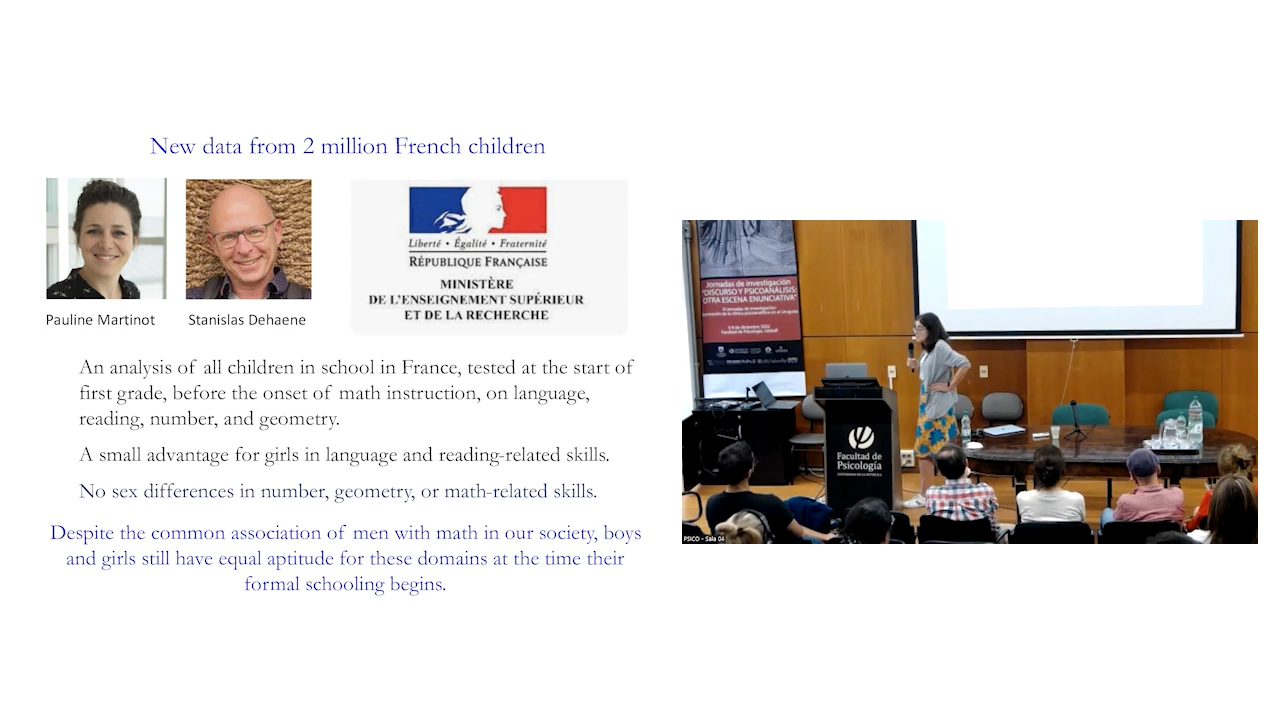 New data from 2 million French children
Pauline Martinot
Stanislas Dehaene
Liberté • Égalité • Fraternité
RÉPUBLIQUE FRANÇAISE
MINISTÈRE
DE L'ENSEIGNEMENT SUPÉRIEUR
ET DE LA RECHERCHE
An analysis of all children in school in France, tested at the start of
first grade, before the onset of math instruction, on language,
reading, number, and geometry.
A small advantage for girls in language and reading-related skills.
No sex differences in number, geometry, or math-related skills.
Despite the common association of men with math in our society, boys
and girls still have equal aptitude for these domains at the time their
formal schooling begins.
Jornadas de investigación
"DISCURSO Y PSICOANÁLISIS:
OTRA ESCENA ENUNCIATIVA"
Facultad de
Psicología
PSICO - Sala 04